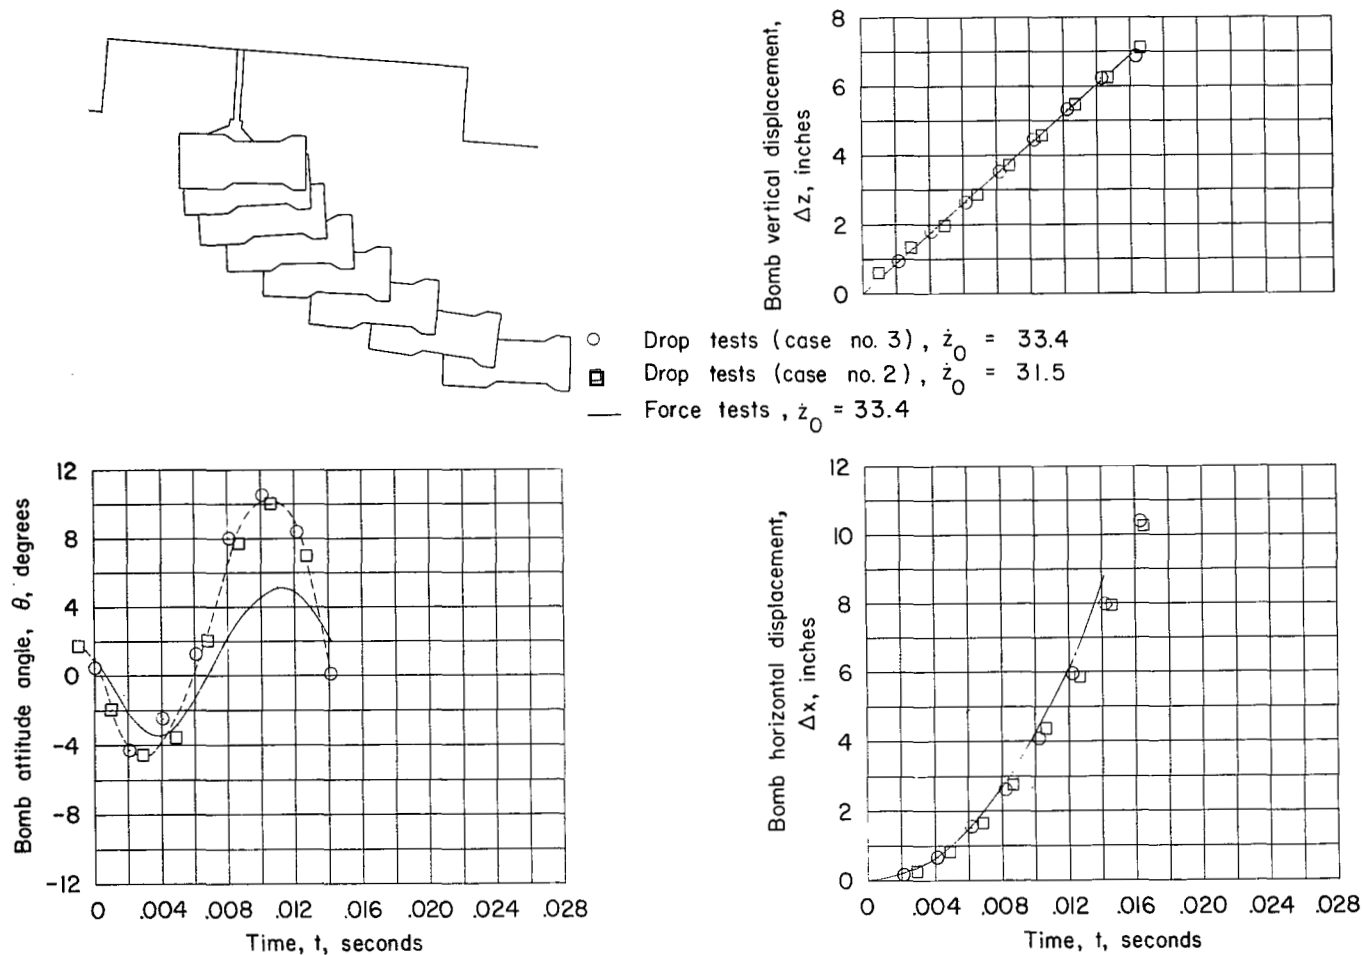 8
6
4
2
0
Bomb vertical displacement,
Δz, inches
○ Drop tests (case no. 3), ż0 = 33.4
□ Drop tests (case no. 2), ż0 = 31.5
— Force tests, ż0 = 33.4
12
8
4
0
-4
-8
-12
Bomb attitude angle, θ, degrees
0 .004 .008 .012 .016 .020 .024 .028
Time, t, seconds
12
10
8
6
4
2
0
Bomb horizontal displacement,
Δx, inches
0 .004 .008 .012 .016 .020 .024 .028
Time, t, seconds